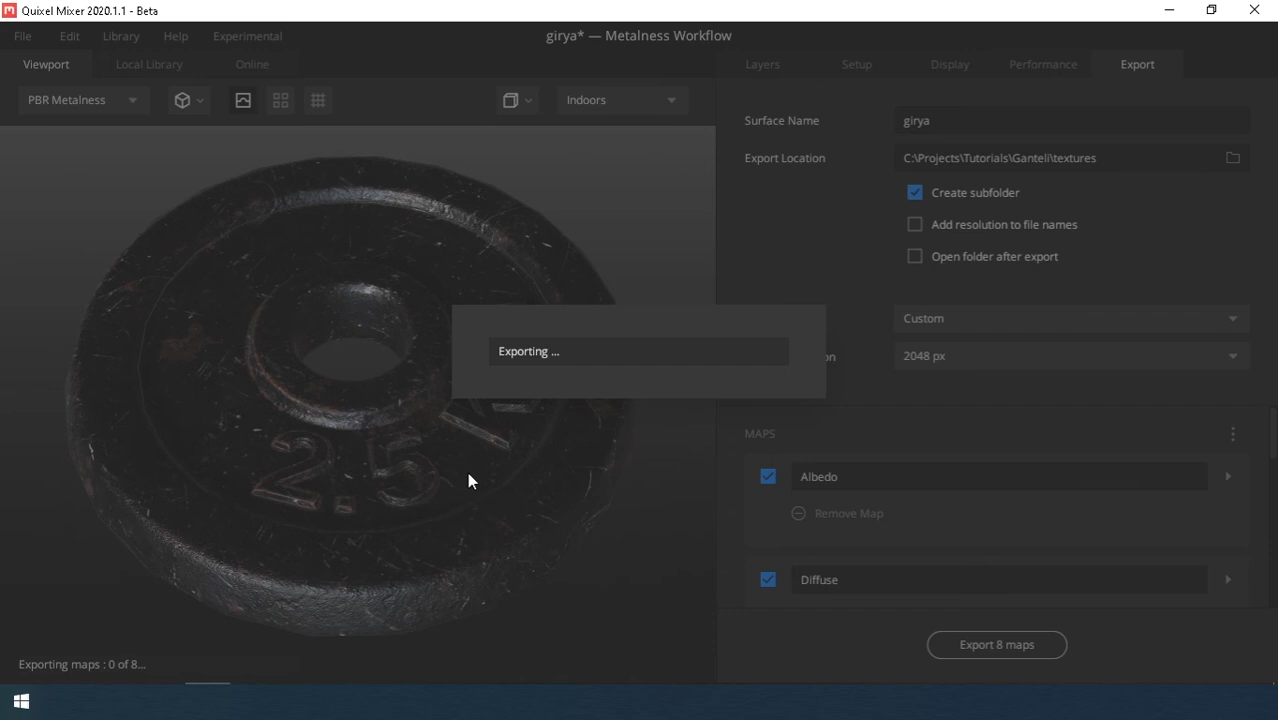 Quixel Mixer 2020.1.1 - Beta
File Edit Library Help Experimental
girya* — Metalness Workflow
Viewport Local Library Online
Layers Setup Display Performance Export
PBR Metalness
Indoors
Surface Name girya
Export Location C:\Projects\Tutorials\Ganteli\textures
Create subfolder
Add resolution to file names
Open folder after export
Custom
Exporting ...
2048 px
MAPS
2.5
Albedo
Remove Map
Diffuse
Export 8 maps
Exporting maps : 0 of 8...